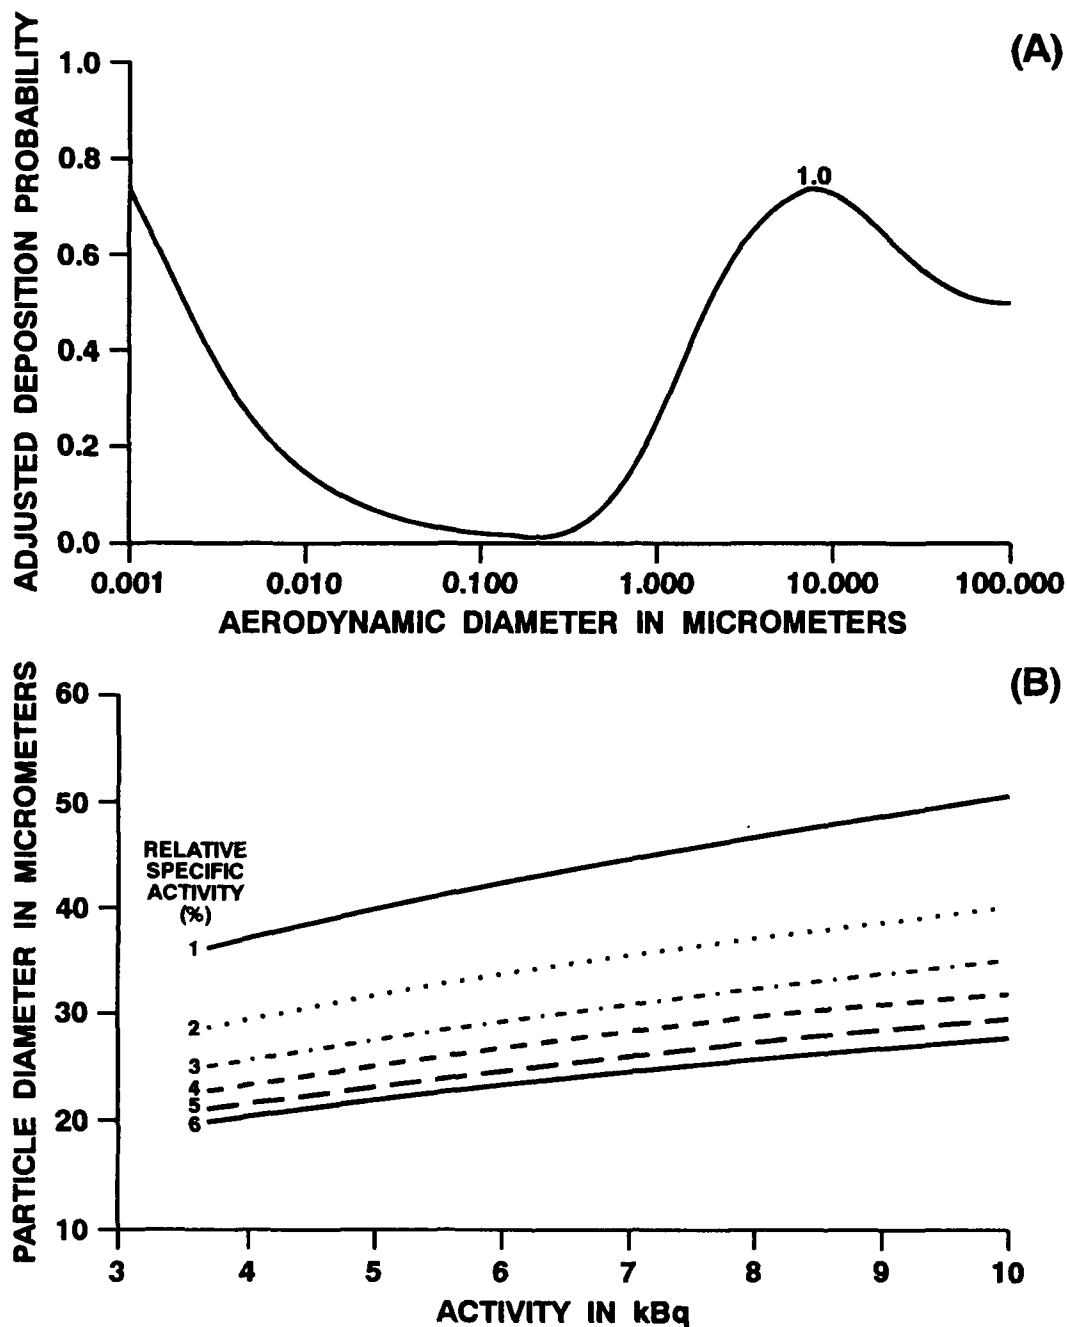 (A)
ADJUSTED DEPOSITION PROBABILITY
1.0
0.8
0.6
0.4
0.2
0.0
1.0
0.001 0.010 0.100 1.000 10.000 100.000
AERODYNAMIC DIAMETER IN MICROMETERS
(B)
PARTICLE DIAMETER IN MICROMETERS
60
50
40
30
20
10
RELATIVE
SPECIFIC
ACTIVITY
(%)
1
2
3
4
5
6
3 4 5 6 7 8 9 10
ACTIVITY IN kBq